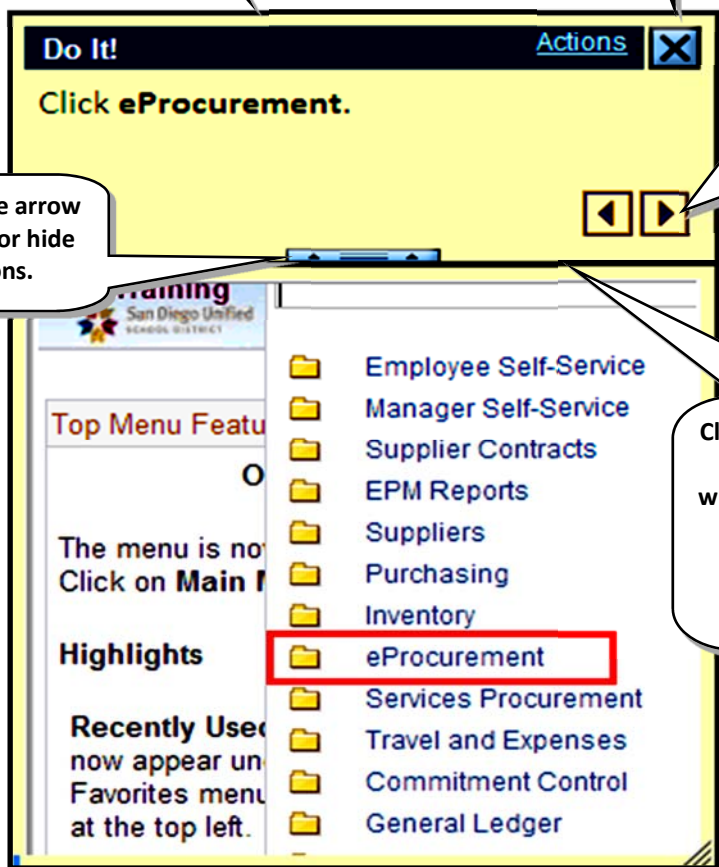 Do It!
Actions
Click eProcurement.
e arrow
or hide
ons.
Training
San Diego Unified
SCHOOL DISTRICT
Employee Self-Service
Manager Self-Service
Supplier Contracts
EPM Reports
Suppliers
Purchasing
Inventory
eProcurement
Services Procurement
Travel and Expenses
Commitment Control
General Ledger
Top Menu Featu
O
The menu is no
Click on Main
Highlights
Recently Used
now appear un
Favorites menu
at the top left.
Cl
w